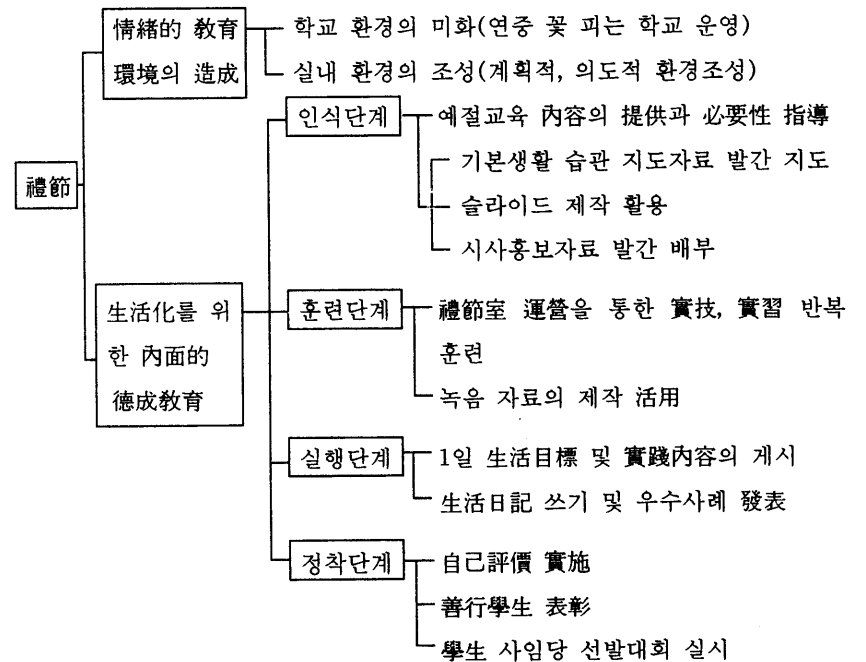 情緖的 敎育
環境의 造成
학교 환경의 미화(연중 꽃 피는 학교 운영)
실내 환경의 조성(계획적, 의도적 환경조성)
인식단계
예절교육 內容의 提供과 必要性 指導
기본생활 습관 지도자료 발간 지도
슬라이드 제작 활용
시사홍보자료 발간 배부
禮節
生活化를 위
한 內面的
德成敎育
훈련단계
禮節室 運營을 통한 實技, 實習 반복
훈련
녹음 자료의 제작 活用
실행단계
1일 生活目標 및 實踐內容의 게시
生活日記 쓰기 및 우수사례 發表
정착단계
自己評價 實施
善行學生 表彰
學生 사임당 선발대회 실시